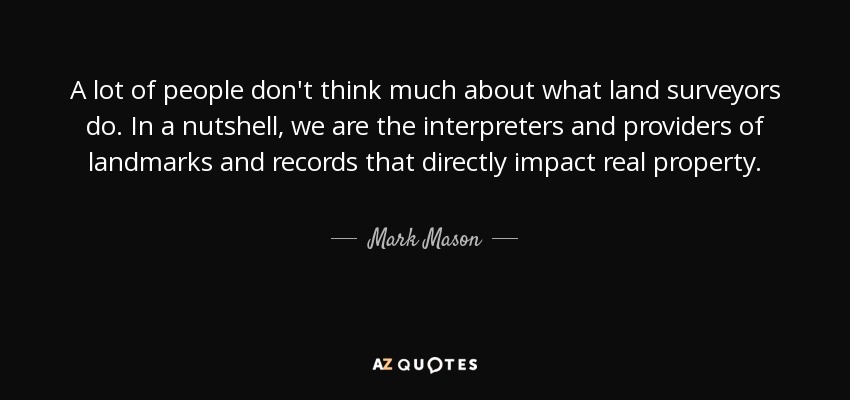 A lot of people don't think much about what land surveyors
do. In a nutshell, we are the interpreters and providers of
landmarks and records that directly impact real property.
Mark Mason
AZ QUOTES